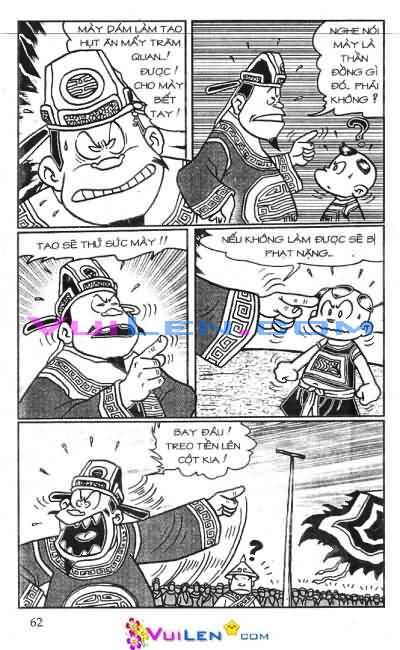 MÀY DÁM LÀM TAO
HỤT ĂN MẤY TRĂM
QUAN..!
ĐƯỢC!
CHO MÀY
BIẾT
TAY!
NGHE NÓI
MÀY LÀ
THẦN
ĐỒNG GÌ
ĐÓ.. PHẢI
KHÔNG?
?
TAO SẼ THỬ SỨC MÀY!!
NẾU KHÔNG LÀM ĐƯỢC SẼ BỊ
PHẠT NẶNG..
VUILEN.COM
BAY ĐÂU!
TREO TIỀN LÊN
CỘT KIA!
?
62
VUILEN COM